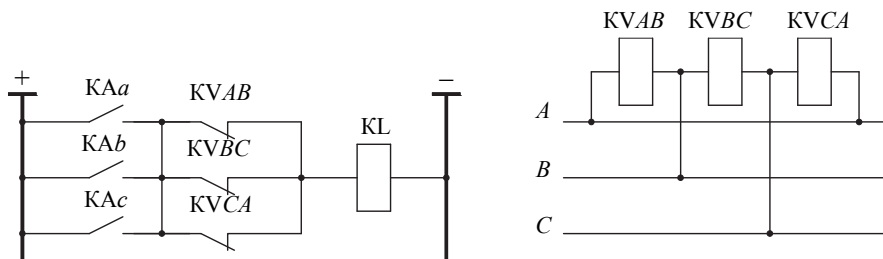 KVAB KVBC KVCA
+
−
KAa
KVAB
KL
A
KAb
KVBC
B
KAc
KVCA
C